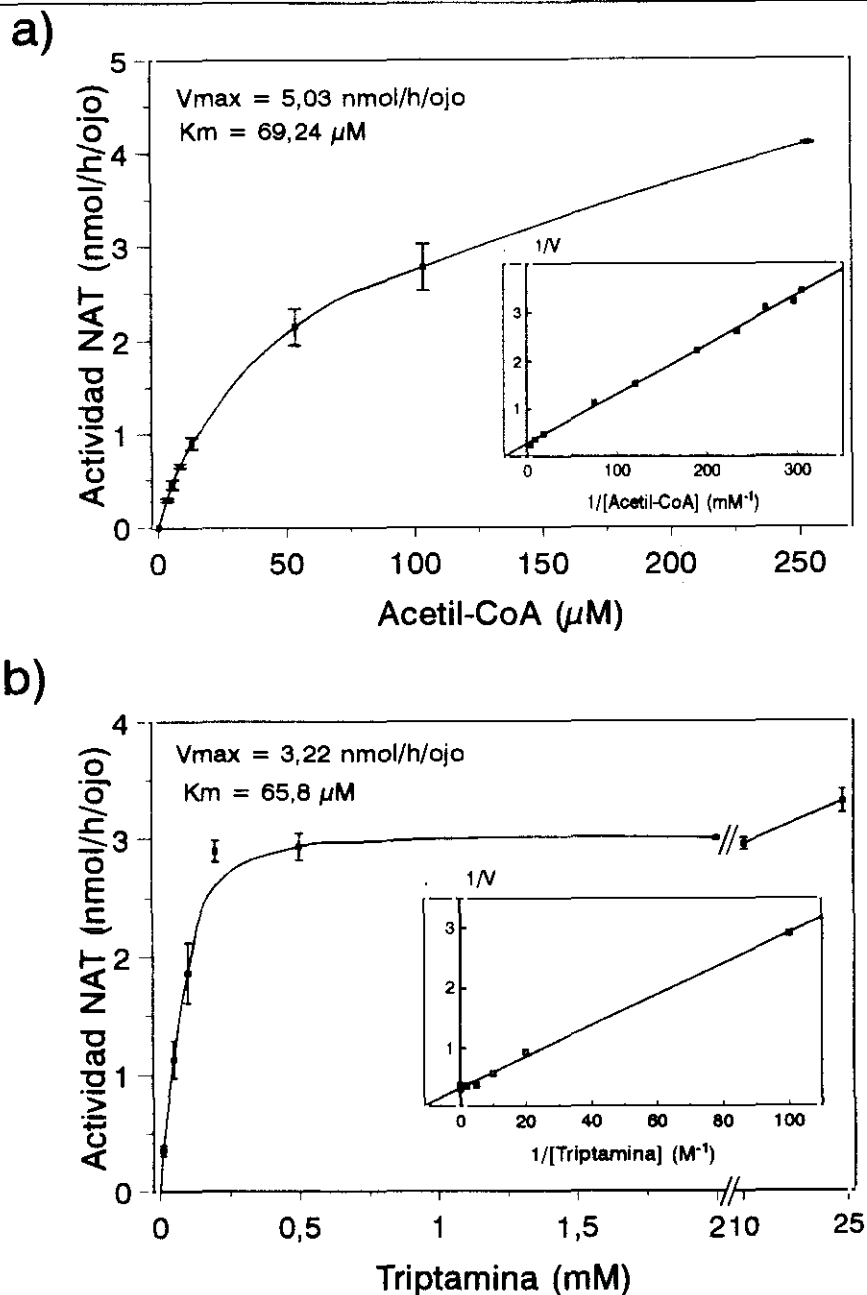 a)
Actividad NAT (nmol/h/ojo)
5
4
3
2
1
0
Vmax = 5,03 nmol/h/ojo
Km = 69,24 µM
1/V
3
2
1
0 100 200 300
1/[Acetil-CoA] (mM-1)
0 50 100 150 200 250
Acetil-CoA (µM)
b)
Actividad NAT (nmol/h/ojo)
4
3
2
1
0
Vmax = 3,22 nmol/h/ojo
Km = 65,8 µM
1/V
3
2
1
0 20 40 60 80 100
1/[Triptamina] (M-1)
0 0,5 1 1,5 210 25
Triptamina (mM)